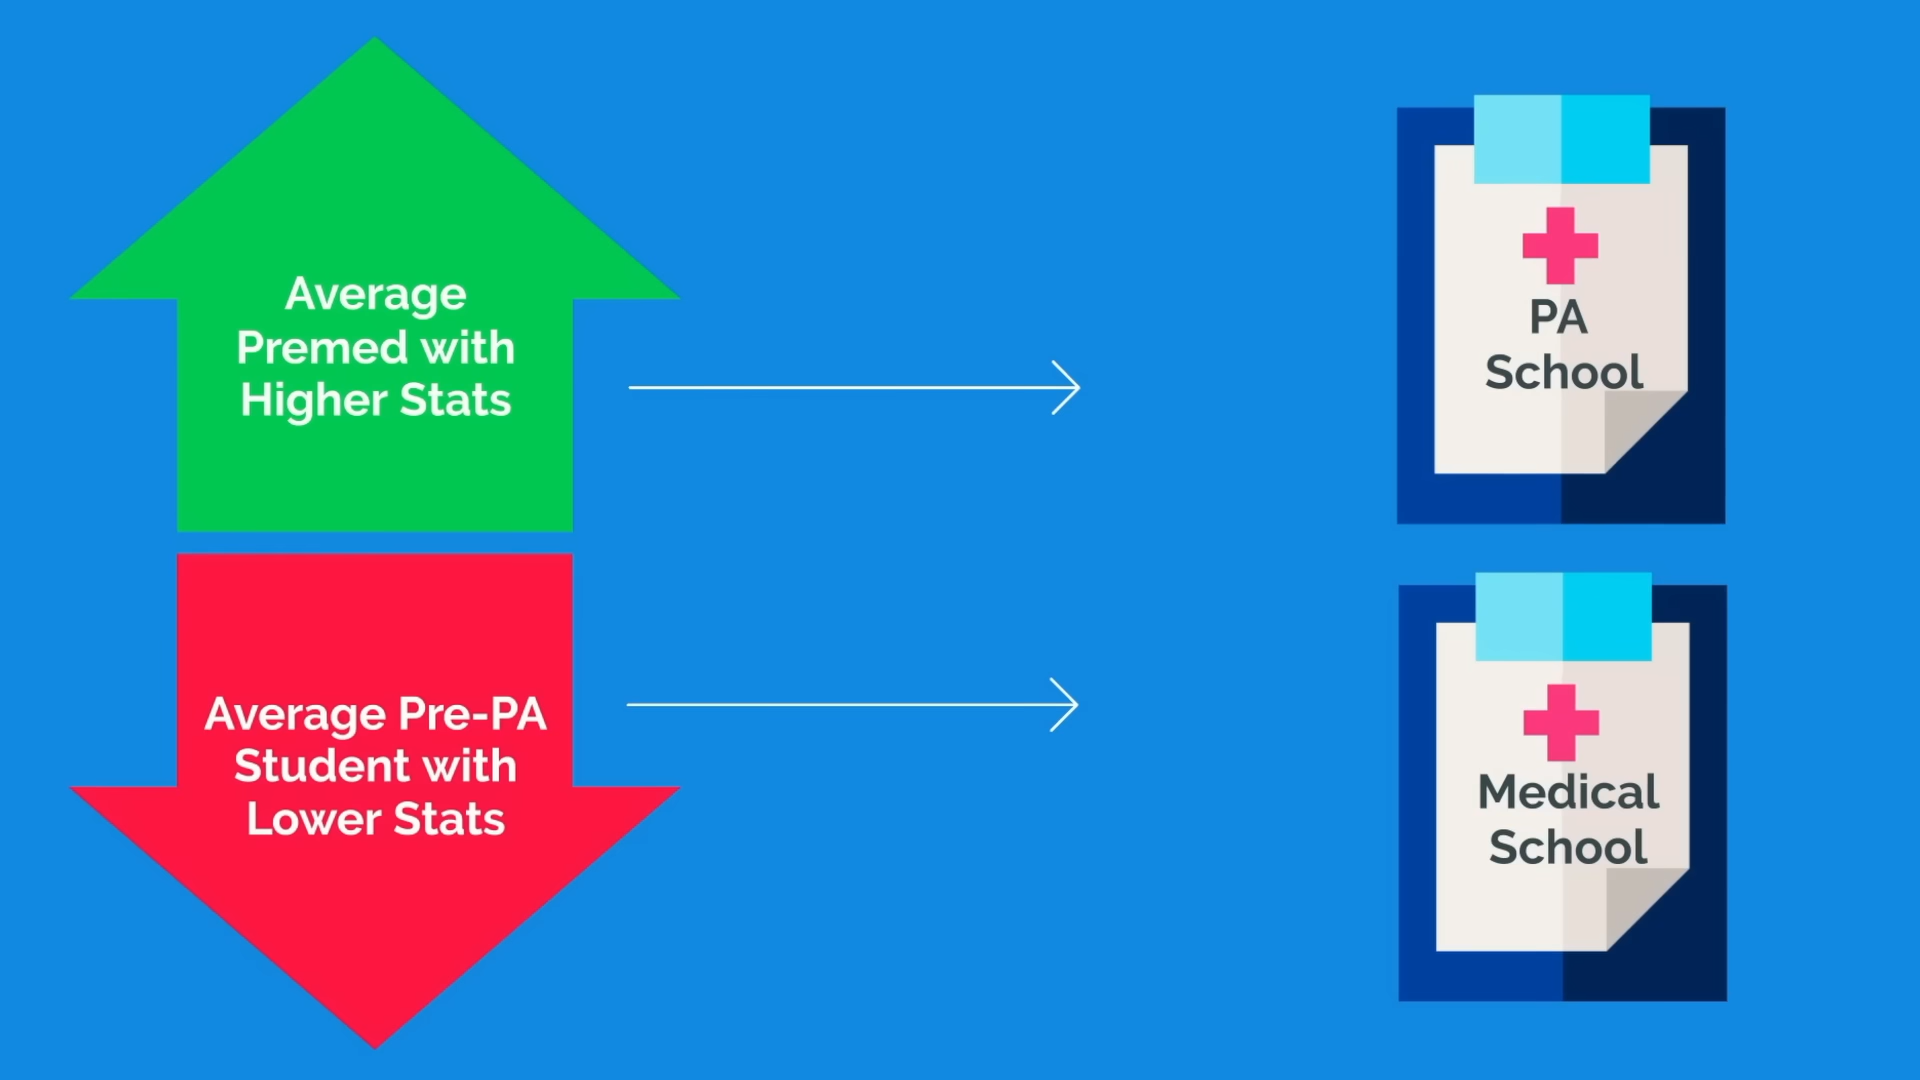 Average
Premed with
Higher Stats
PA
School
Average Pre-PA
Student with
Lower Stats
Medical
School